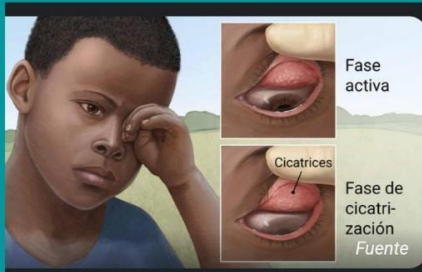 Fase
activa
Cicatrices
Fase de
cicatri-
zación
Fuente